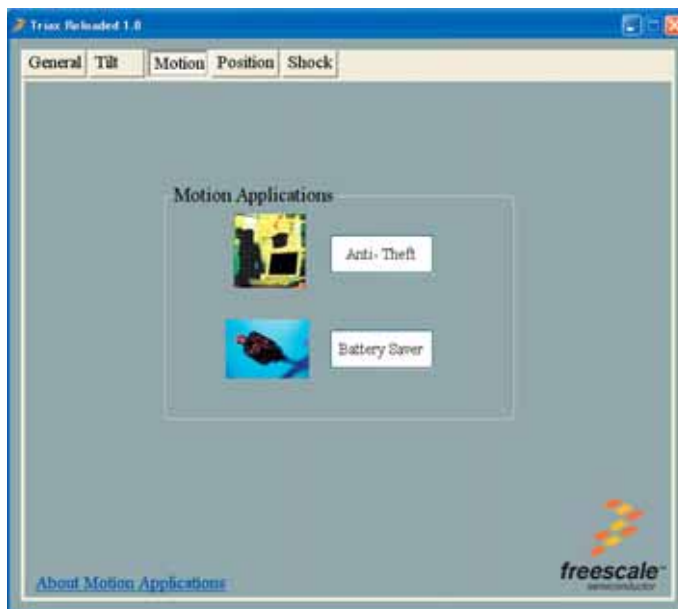 Triax Reloaded 1.0
General Tilt Motion Position Shock
Motion Applications
Anti- Theft
Battery Saver
About Motion Applications
freescale™
semiconductor